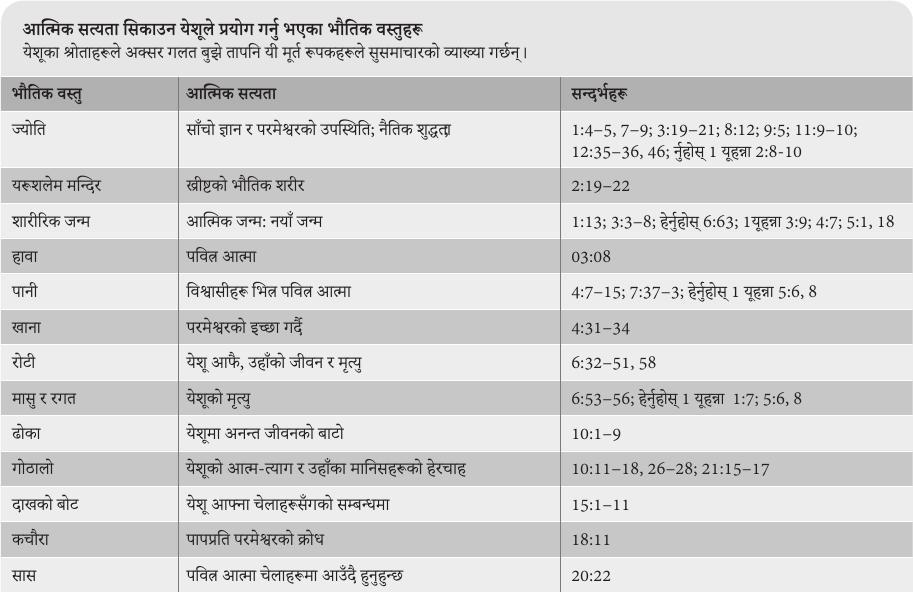 आत्मिक सत्यता सिकाउन येशूले प्रयोग गर्नु भएका भौतिक वस्तुहरू
येशूका श्रोताहरूले अक्सर गलत बुझे तापनि यी मूर्त रूपकहरूले सुसमाचारको व्याख्या गर्छन्।
भौतिक वस्तु आत्मिक सत्यता सन्दर्भहरू
ज्योति साँचो ज्ञान र परमेश्वरको उपस्थिति; नैतिक शुद्धता 1:4–5, 7–9; 3:19–21; 8:12; 9:5; 11:9–10;
12:35–36, 46; र्नुहोस् 1 यूहन्ना 2:8-10
यरूशलेम मन्दिर ख्रीष्टको भौतिक शरीर 2:19–22
शारीरिक जन्म आत्मिक जन्म: नयाँ जन्म 1:13; 3:3–8; हेर्नुहोस् 6:63; 1यूहन्ना 3:9; 4:7; 5:1, 18
हावा पवित्र आत्मा 03:08
पानी विश्वासीहरू भित्र पवित्र आत्मा 4:7–15; 7:37–3; हेर्नुहोस् 1 यूहन्ना 5:6, 8
खाना परमेश्वरको इच्छा गर्दै 4:31–34
रोटी येशू आफै, उहाँको जीवन र मृत्यु 6:32–51, 58
मासु र रगत येशूको मृत्यु 6:53–56; हेर्नुहोस् 1 यूहन्ना 1:7; 5:6, 8
ढोका येशूमा अनन्त जीवनको बाटो 10:1–9
गोठालो येशूको आत्म-त्याग र उहाँका मानिसहरूको हेरचाह 10:11–18, 26–28; 21:15–17
दाखको बोट येशू आफ्ना चेलाहरूसँगको सम्बन्धमा 15:1–11
कचौरा पापप्रति परमेश्वरको क्रोध 18:11
सास पवित्र आत्मा चेलाहरूमा आउँदै हुनुहुन्छ 20:22